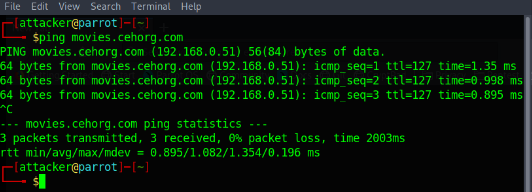 File Edit View Search Terminal Help
┌─[attacker@parrot]─[~]
└──╼ $ping movies.cehorg.com
PING movies.cehorg.com (192.168.0.51) 56(84) bytes of data.
64 bytes from movies.cehorg.com (192.168.0.51): icmp_seq=1 ttl=127 time=1.35 ms
64 bytes from movies.cehorg.com (192.168.0.51): icmp_seq=2 ttl=127 time=0.998 ms
64 bytes from movies.cehorg.com (192.168.0.51): icmp_seq=3 ttl=127 time=0.895 ms
^C
--- movies.cehorg.com ping statistics ---
3 packets transmitted, 3 received, 0% packet loss, time 2003ms
rtt min/avg/max/mdev = 0.895/1.082/1.354/0.196 ms
┌─[attacker@parrot]─[~]
└──╼ $